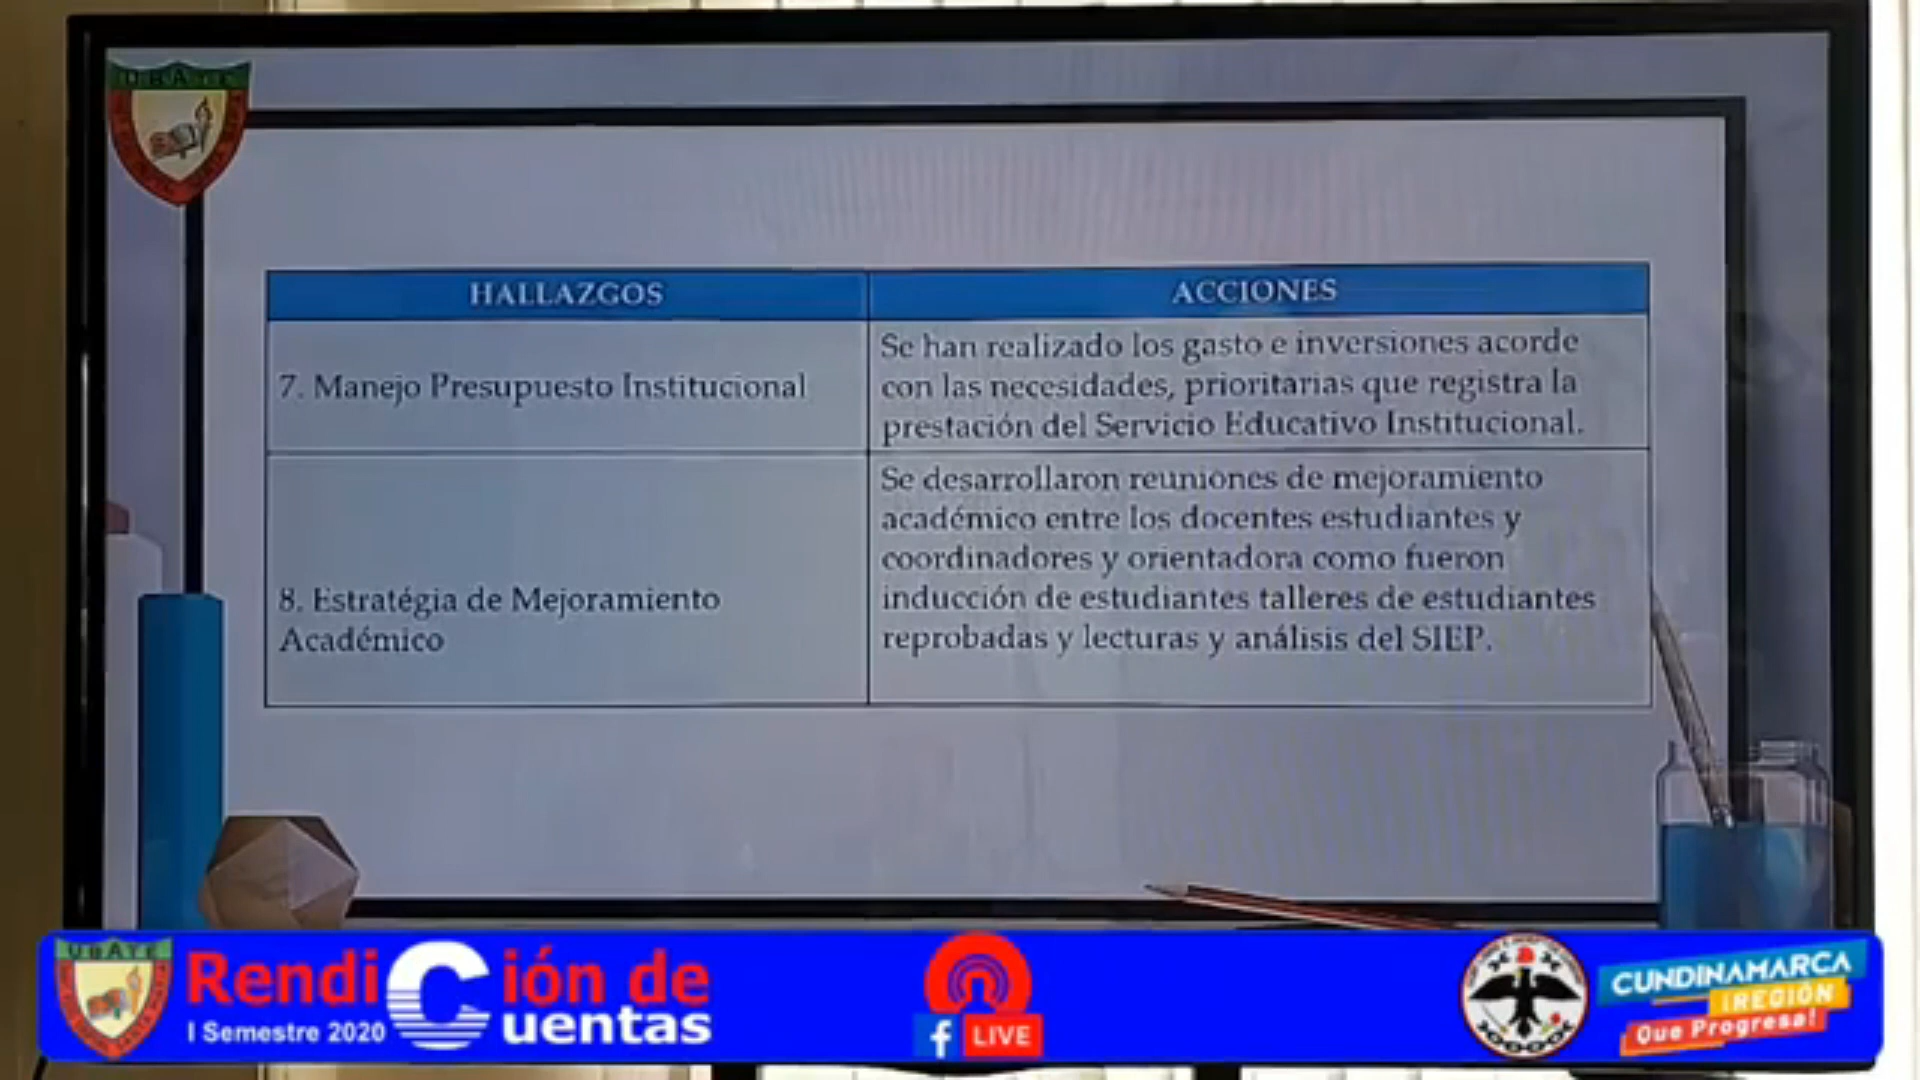 UBATE
HALLAZGOS
ACCIONES
7. Manejo Presupuesto Institucional
Se han realizado los gasto e inversiones acorde
con las necesidades, prioritarias que registra la
prestación del Servicio Educativo Institucional.
8. Estratégia de Mejoramiento
Académico
Se desarrollaron reuniones de mejoramiento
académico entre los docentes estudiantes y
coordinadores y orientadora como fueron
inducción de estudiantes talleres de estudiantes
reprobadas y lecturas y análisis del SIEP.
UBATE
Rendición de
Cuentas
I Semestre 2020
f LIVE
CUNDINAMARCA
¡REGIÓN
Que Progresa!